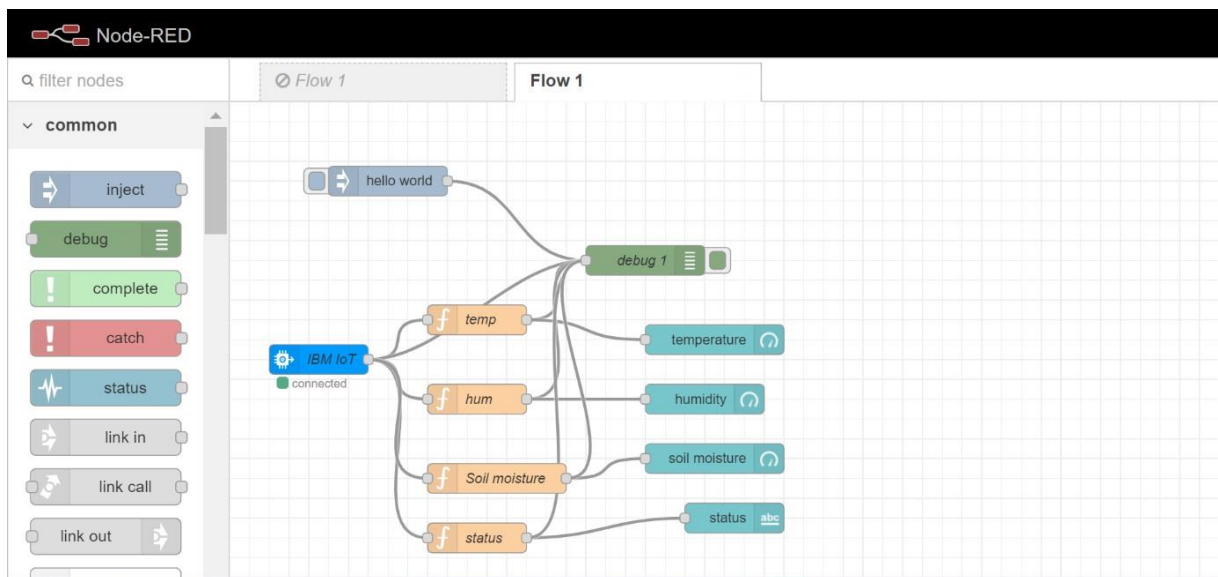 Node-RED
filter nodes
Flow 1
Flow 1
common
inject
debug
complete
catch
status
link in
link call
link out
hello world
debug 1
temp
temperature
IBM IoT
connected
hum
humidity
Soil moisture
soil moisture
status
status
abc